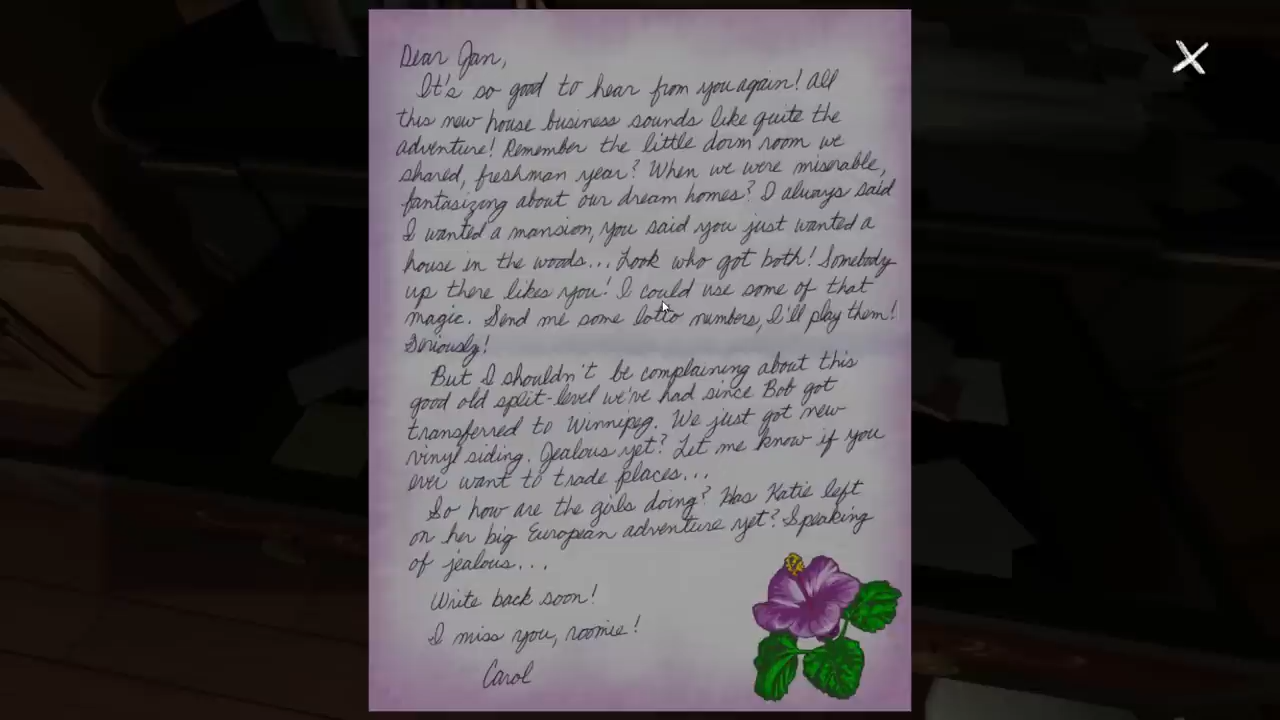 Dear Jan,
It's so good to hear from you again! All
this new house business sounds like quite the
adventure! Remember the little dorm room we
shared, freshman year? When we were miserable,
fantasizing about our dream homes? I always said
I wanted a mansion, you said you just wanted a
house in the woods... Look who got both! Somebody
up there likes you! I could use some of that
magic. Send me some lotto numbers, I'll play them!
Seriously!
But I shouldn't be complaining about this
good old split-level we've had since Bob got
transferred to Winnipeg. We just got new
vinyl siding. Jealous yet? Let me know if you
ever want to trade places...
So how are the girls doing? Has Katie left
on her big European adventure yet? Speaking
of jealous...
Write back soon!
I miss you, roomie!
Carol